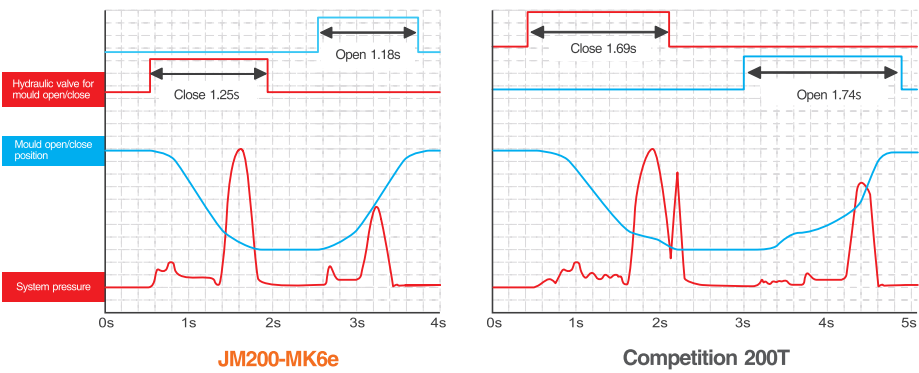 Open 1.18s
Close 1.25s
Hydraulic valve for
mould open/close
Mould open/close
position
System pressure
0s 1s 2s 3s 4s
JM200-MK6e
Close 1.69s
Open 1.74s
0s 1s 2s 3s 4s 5s
Competition 200T